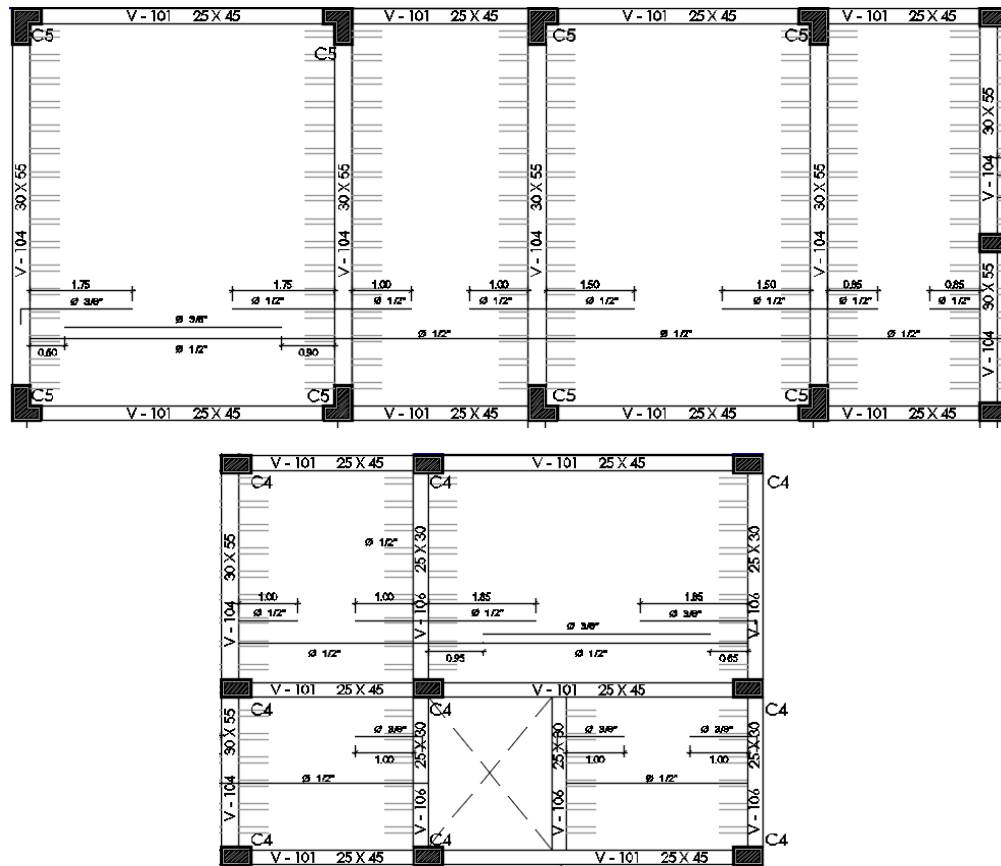 V - 101 25 X 45
V - 101 25 X 45
V - 101 25 X 45
V - 101 25 X 45
C5
C5
C5
C5
V - 104 30 X 55
V - 104 30 X 55
V - 104 30 X 55
V - 104 30 X 55
V - 104 30 X 55
V - 104 30 X 55
1.75
1.75
1.00
1.00
1.50
1.50
0.85
0.85
Ø 3/8"
Ø 1/2"
Ø 1/2"
Ø 1/2"
Ø 1/2"
Ø 1/2"
Ø 1/2"
Ø 1/2"
Ø 3/8"
Ø 1/2"
Ø 1/2"
Ø 1/2"
0.60
Ø 1/2"
0.90
C5
C5
C5
C5
V - 101 25 X 45
V - 101 25 X 45
V - 101 25 X 45
V - 101 25 X 45
V - 101 25 X 45
V - 101 25 X 45
C4
C4
C4
V - 104 30 X 55
V - 106 25 X 30
V - 106 25 X 30
Ø 1/2"
1.00
1.00
1.85
1.85
Ø 1/2"
Ø 1/2"
Ø 3/8"
Ø 3/8"
Ø 1/2"
0.95
Ø 1/2"
0.65
V - 101 25 X 45
V - 101 25 X 45
C4
C4
C4
V - 104 30 X 55
V - 106 25 X 30
V - 106 25 X 30
V - 106 25 X 30
Ø 3/8"
Ø 3/8"
Ø 3/8"
1.00
1.00
1.00
Ø 1/2"
Ø 1/2"
C4
C4
C4
V - 101 25 X 45
V - 101 25 X 45